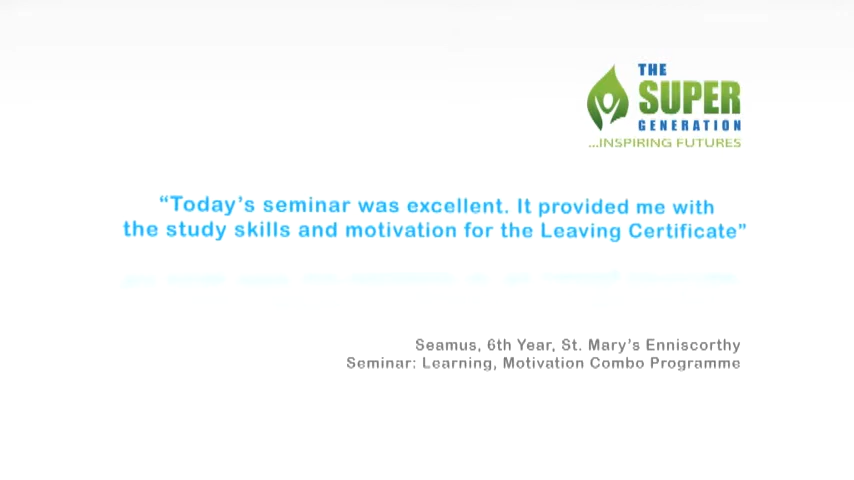 THE
SUPER
GENERATION
...INSPIRING FUTURES
“Today’s seminar was excellent. It provided me with
the study skills and motivation for the Leaving Certificate”
Seamus, 6th Year, St. Mary’s Enniscorthy
Seminar: Learning, Motivation Combo Programme